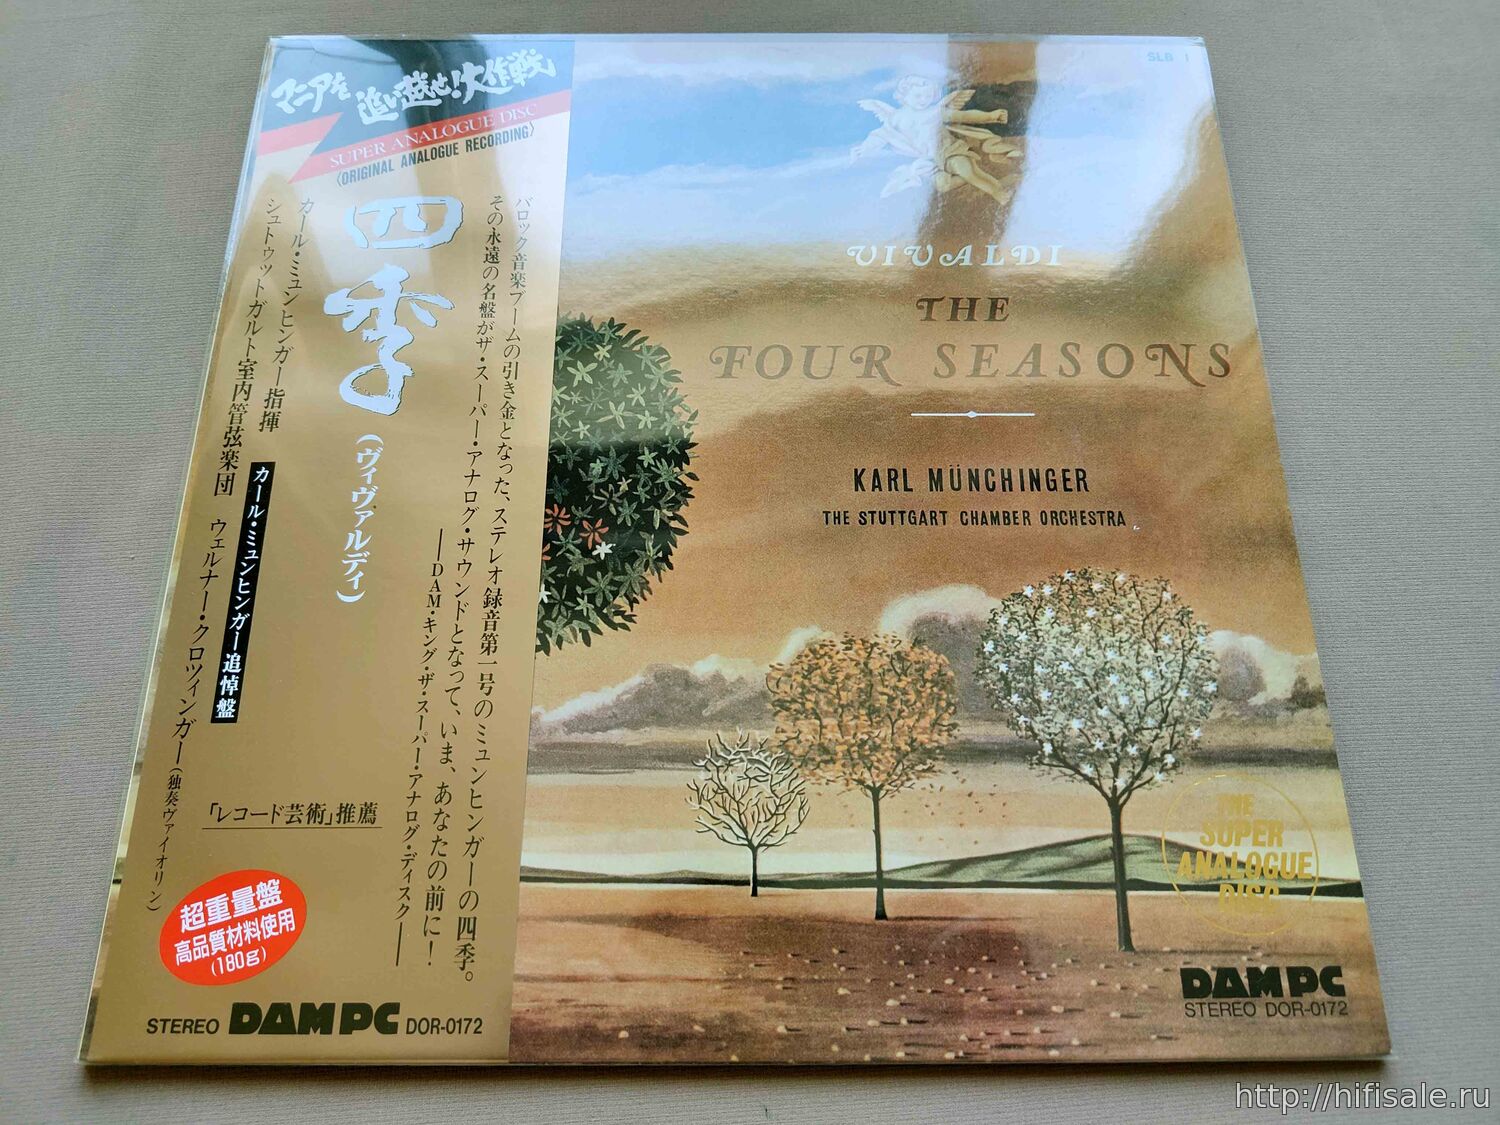 マニアを追い越せ!大作戦
SUPER ANALOGUE DISC
〈ORIGINAL ANALOGUE RECORDING〉
バロック音楽ブームの引き金となった、ステレオ録音第一号のミュンヒンガーの四季。
その永遠の名盤がザ・スーパー・アナログ・サウンドとなって、いま、あなたの前に!
──DAM・キング・ザ・スーパー・アナログ・ディスク──
四季
(ヴィヴァルディ)
カール・ミュンヒンガー指揮
シュトゥットガルト室内管弦楽団
ウェルナー・クロツィンガー(独奏ヴァイオリン)
カール・ミュンヒンガー追悼盤
「レコード芸術」推薦
超重量盤
高品質材料使用
(180g)
STEREO DAMPC DOR-0172
SLB 1
VIVALDI
THE
FOUR SEASONS
KARL MÜNCHINGER
THE STUTTGART CHAMBER ORCHESTRA
THE
SUPER
ANALOGUE
DISC
DAMPC
STEREO DOR-0172
http://hifisale.ru